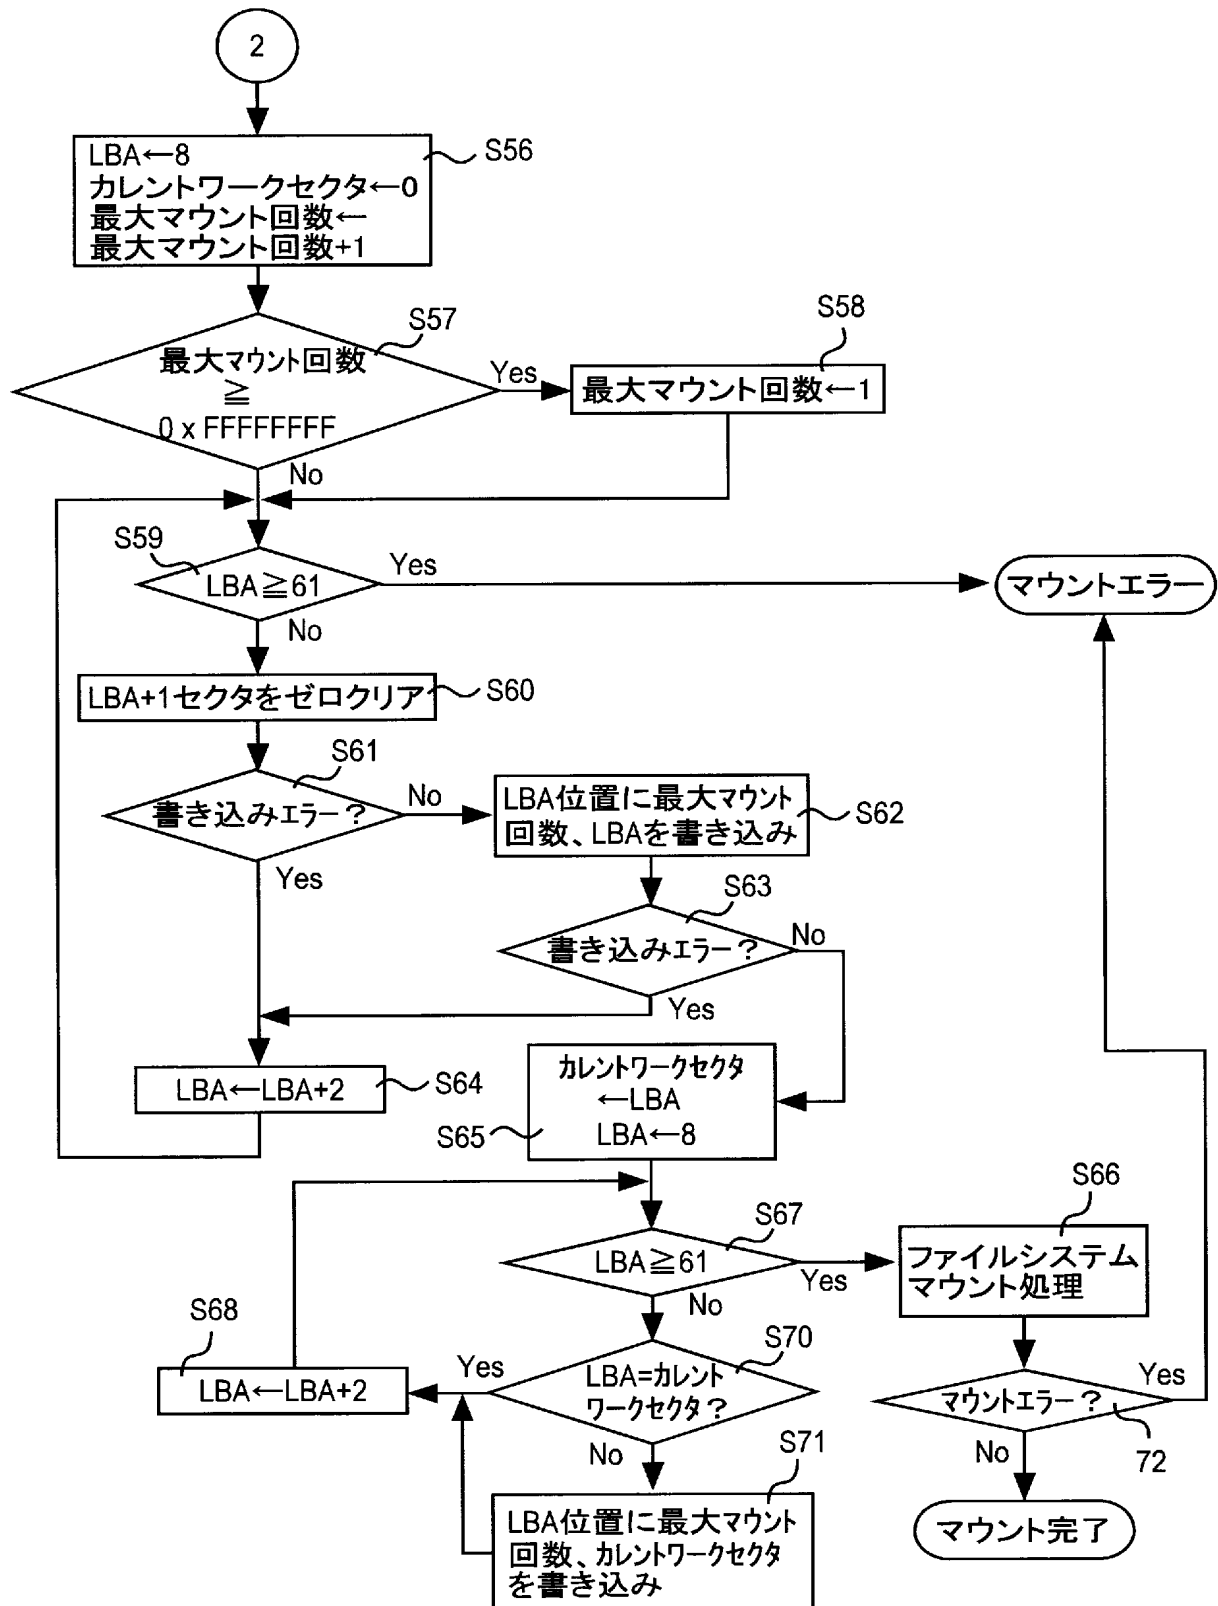 2
LBA←8
カレントワークセクタ←0
最大マウント回数←
最大マウント回数+1
S56
S57
最大マウント回数
≧
0 x FFFFFFFF
Yes
No
S58
最大マウント回数←1
S59
LBA≧61
Yes
No
マウントエラー
LBA+1セクタをゼロクリア
S60
S61
書き込みエラー？
No
Yes
LBA位置に最大マウント
回数、LBAを書き込み
S62
S63
書き込みエラー？
No
Yes
LBA←LBA+2
S64
カレントワークセクタ
←LBA
LBA←8
S65
S66
ファイルシステム
マウント処理
S67
LBA≧61
Yes
No
S68
LBA←LBA+2
S70
LBA=カレント
ワークセクタ？
Yes
No
マウントエラー？
Yes
No
72
S71
LBA位置に最大マウント
回数、カレントワークセクタ
を書き込み
マウント完了